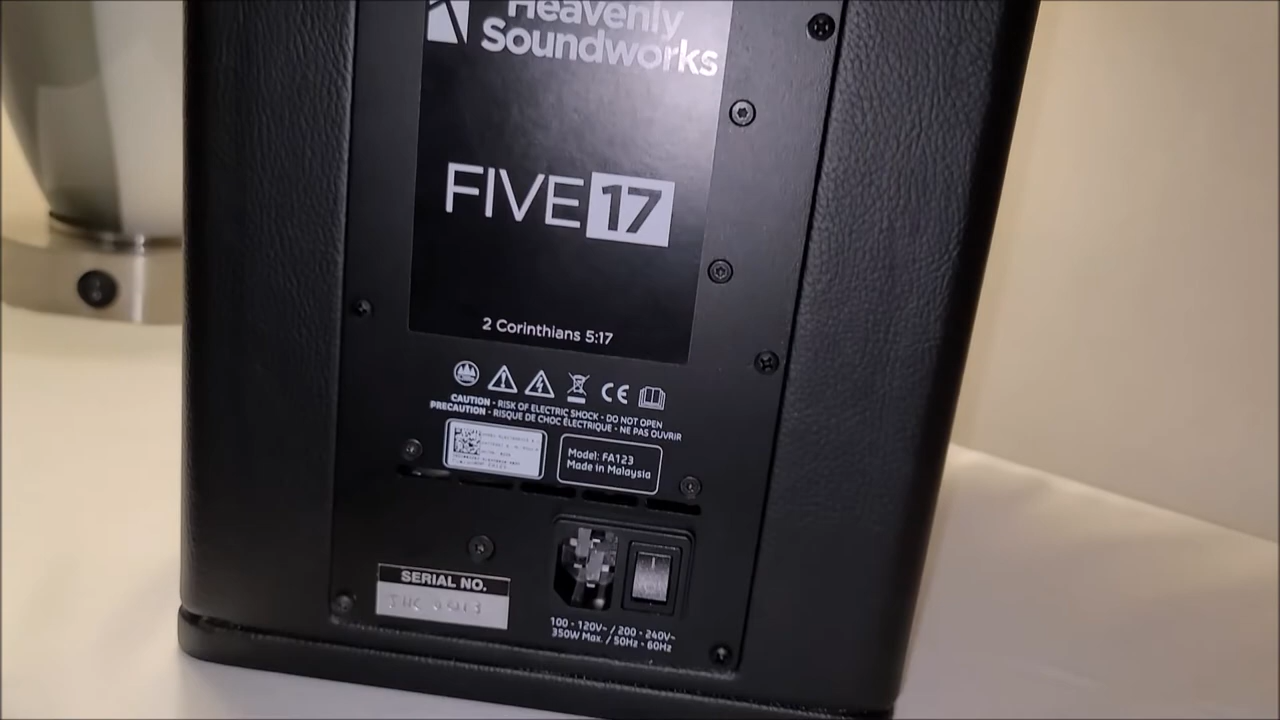 Heavenly
Soundworks
FIVE 17
2 Corinthians 5:17
CE
CAUTION - RISK OF ELECTRIC SHOCK - DO NOT OPEN
PRECAUTION - RISQUE DE CHOC ÉLECTRIQUE - NE PAS OUVRIR
Model: FA123
Made in Malaysia
SERIAL NO.
100 - 120V~ / 200 - 240V~
350W Max. / 50Hz - 60Hz